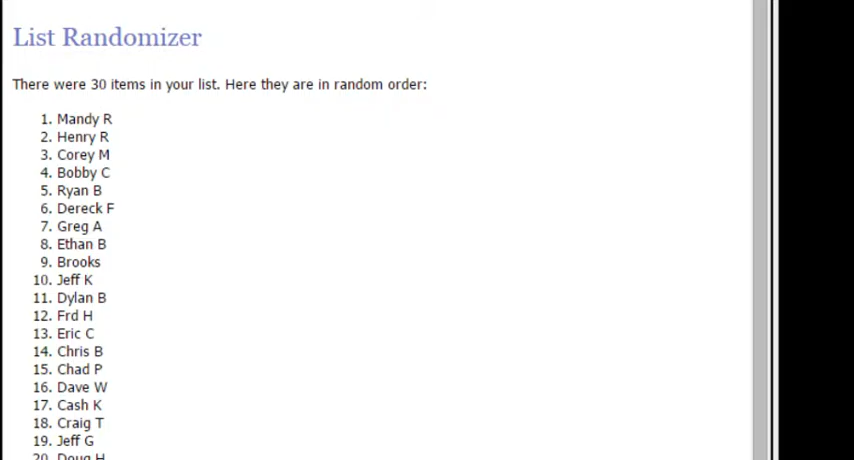 List Randomizer
There were 30 items in your list. Here they are in random order:
1. Mandy R
2. Henry R
3. Corey M
4. Bobby C
5. Ryan B
6. Dereck F
7. Greg A
8. Ethan B
9. Brooks
10. Jeff K
11. Dylan B
12. Frd H
13. Eric C
14. Chris B
15. Chad P
16. Dave W
17. Cash K
18. Craig T
19. Jeff G
20. Doug H